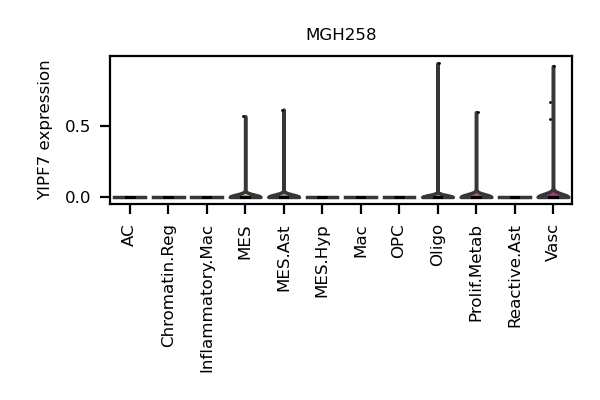 MGH258
YIPF7 expression
0.5
0.0
AC
Chromatin.Reg
Inflammatory.Mac
MES
MES.Ast
MES.Hyp
Mac
OPC
Oligo
Prolif.Metab
Reactive.Ast
Vasc